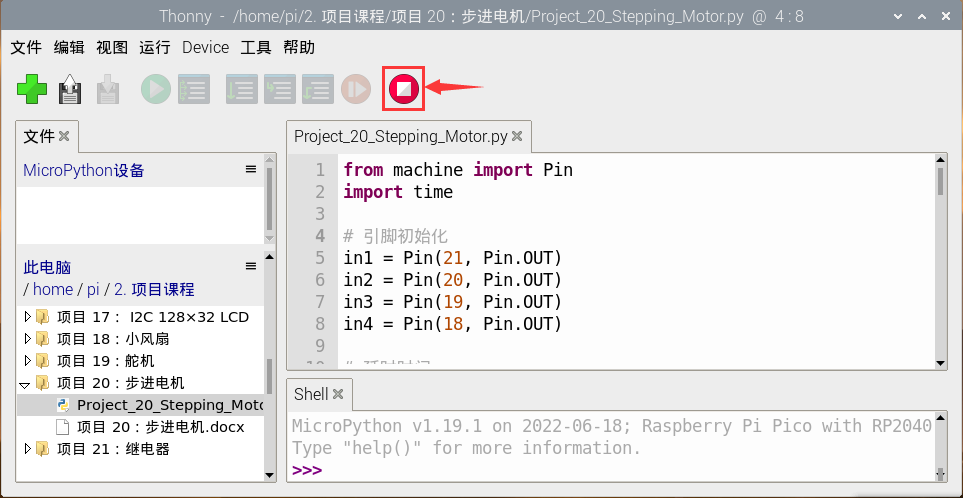 Thonny - /home/pi/2. 项目课程/项目 20：步进电机/Project_20_Stepping_Motor.py @ 4 : 8
文件 编辑 视图 运行 Device 工具 帮助
文件
MicroPython设备
此电脑
/ home / pi / 2. 项目课程
项目 17： I2C 128×32 LCD
项目 18：小风扇
项目 19：舵机
项目 20：步进电机
Project_20_Stepping_Moto
项目 20：步进电机.docx
项目 21：继电器
Project_20_Stepping_Motor.py
1 from machine import Pin
2 import time
3
4 # 引脚初始化
5 in1 = Pin(21, Pin.OUT)
6 in2 = Pin(20, Pin.OUT)
7 in3 = Pin(19, Pin.OUT)
8 in4 = Pin(18, Pin.OUT)
9
10 # 延时时间
Shell
MicroPython v1.19.1 on 2022-06-18; Raspberry Pi Pico with RP2040
Type "help()" for more information.
>>>